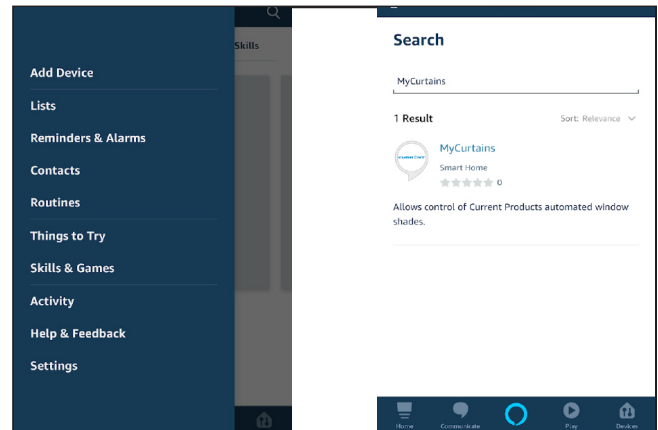 Skills
Add Device
Lists
Reminders & Alarms
Contacts
Routines
Things to Try
Skills & Games
Activity
Help & Feedback
Settings
Search
MyCurtains
1 Result
Sort: Relevance
MyCurtains
Smart Home
0
Allows control of Current Products automated window
shades.
Home
Communicate
Play
Devices